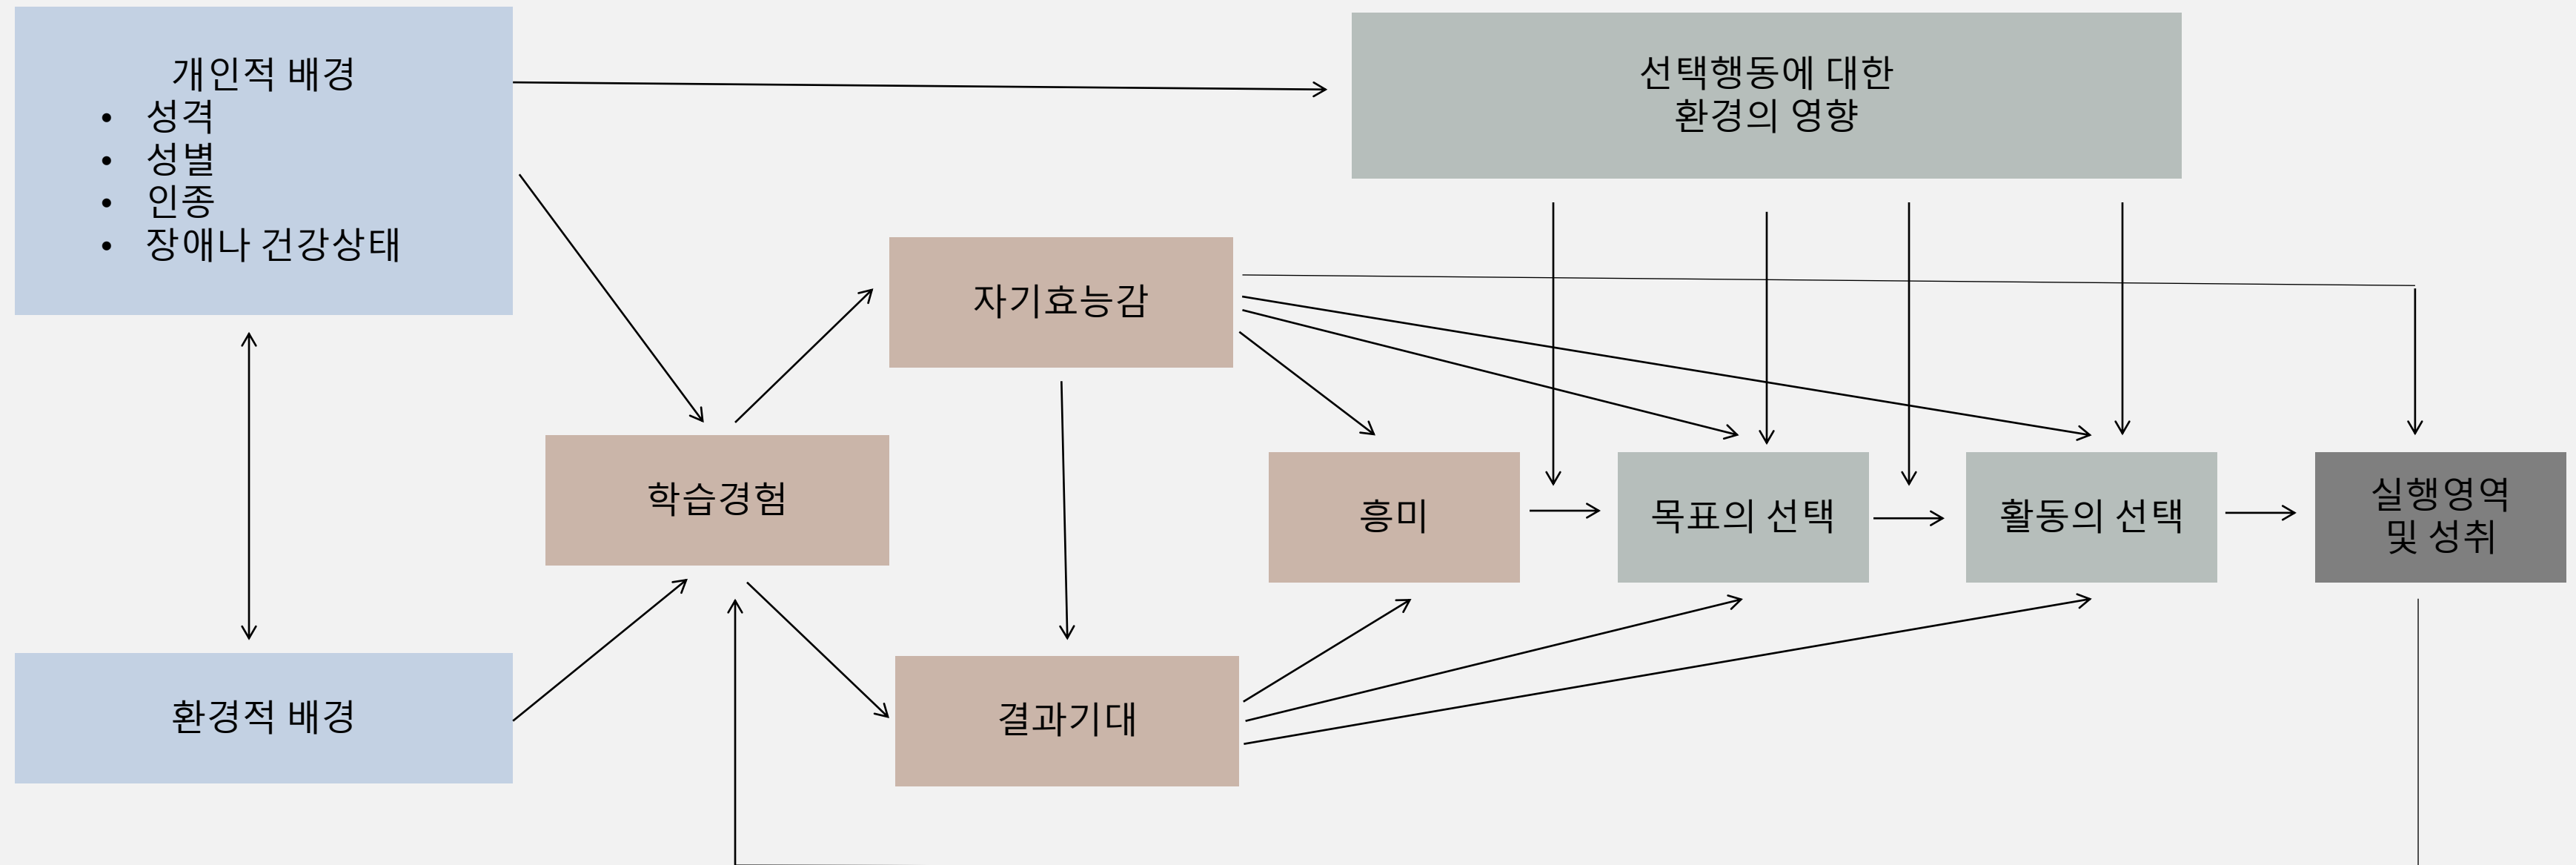 개인적 배경
• 성격
• 성별
• 인종
• 장애나 건강상태
선택행동에 대한
환경의 영향
자기효능감
학습경험
흥미
목표의 선택
활동의 선택
실행영역
및 성취
환경적 배경
결과기대